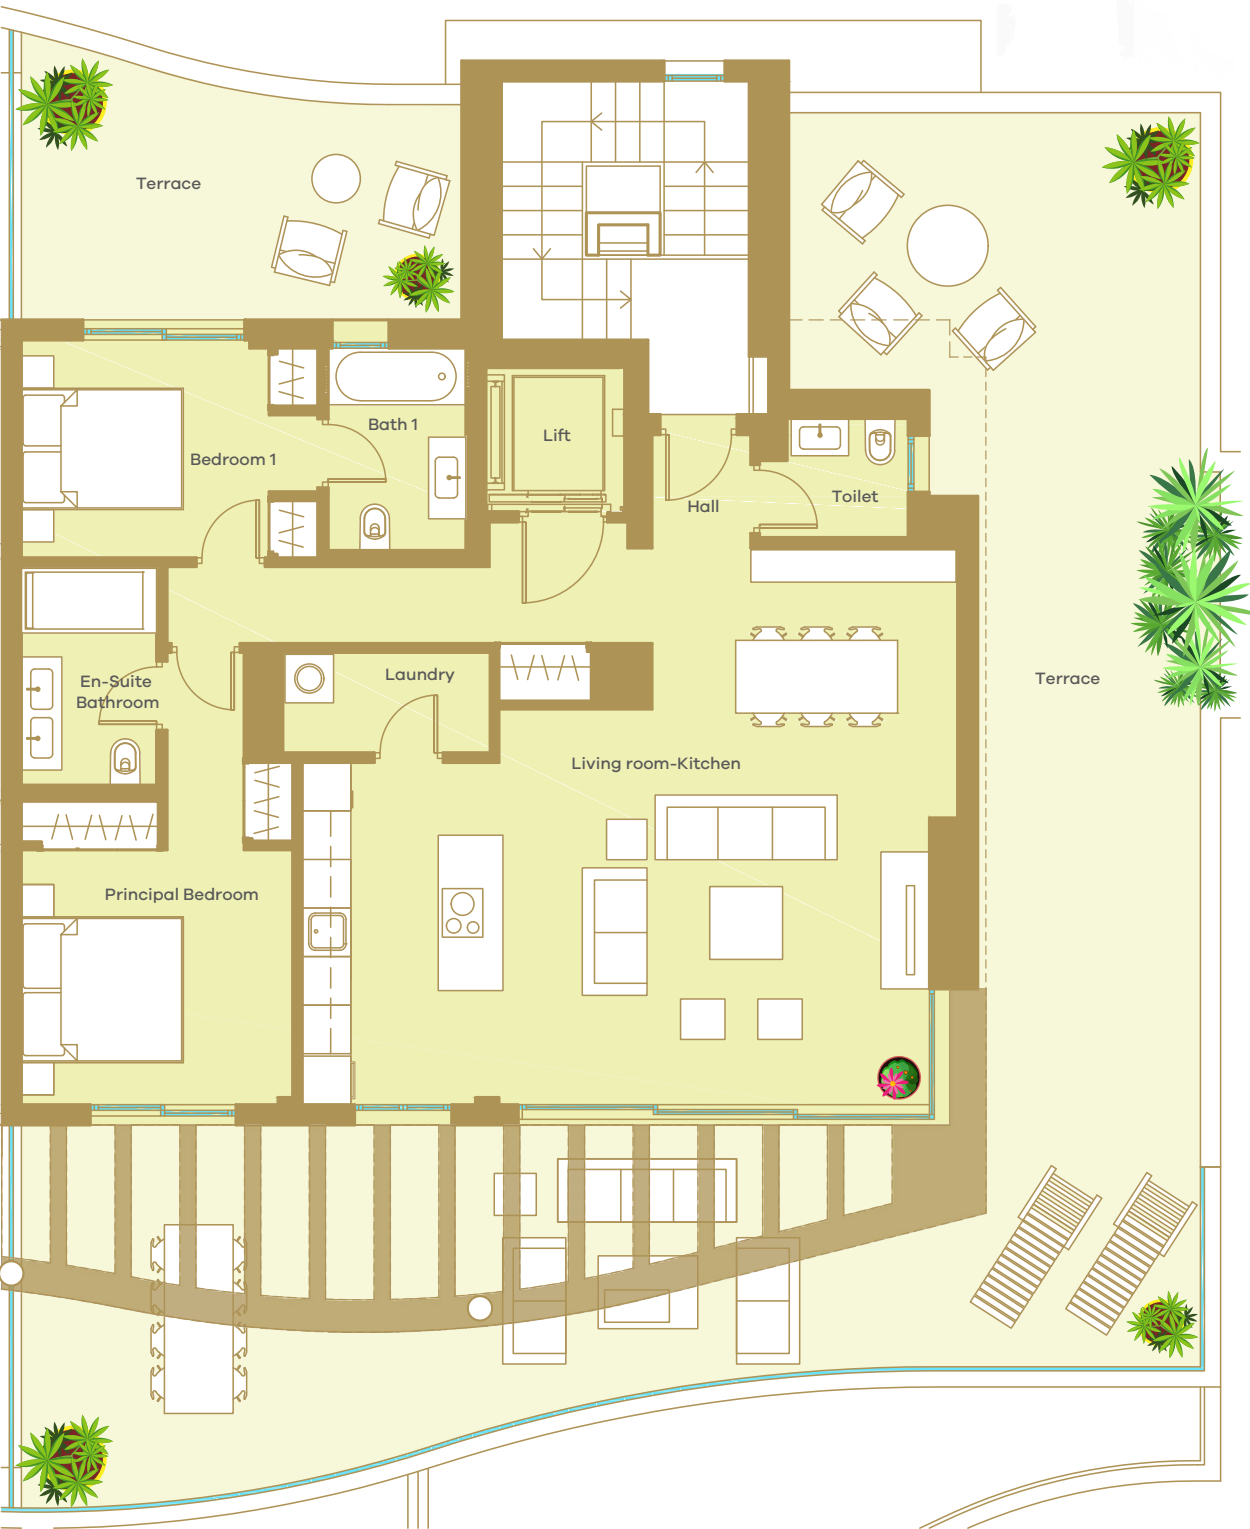 Terrace
Bath 1
Lift
Bedroom 1
Toilet
Hall
Laundry
Terrace
En-Suite
Bathroom
Living room-Kitchen
Principal Bedroom